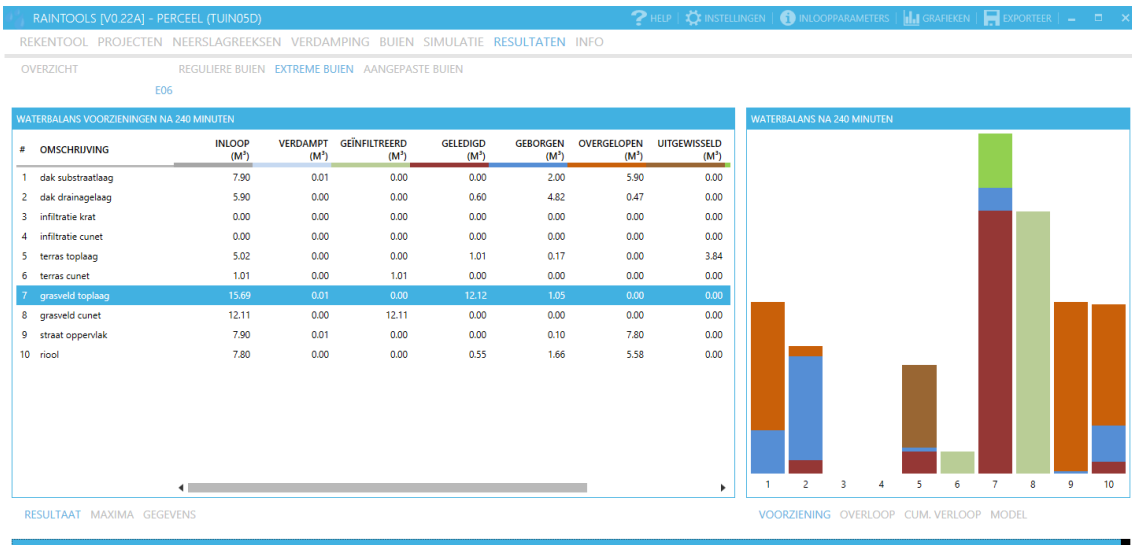 RAINTOOLS [V0.22A] - PERCEEL (TUIN05D) ? HELP | INSTELLINGEN | INLOOPPARAMETERS | GRAFIEKEN | EXPORTEER |
REKENTOOL PROJECTEN NEERSLAGREEKSEN VERDAMPING BUIEN SIMULATIE RESULTATEN INFO
OVERZICHT REGULIERE BUIEN EXTREME BUIEN AANGEPASTE BUIEN
E06
WATERBALANS VOORZIENINGEN NA 240 MINUTEN
# OMSCHRIJVING INLOOP (M³) VERDAMPT (M³) GEÏNFILTREERD (M³) GELEDIGD (M³) GEBORGEN (M³) OVERGELOPEN (M³) UITGEWISSELD (M³)
1 dak substraatlaag 7.90 0.01 0.00 0.00 2.00 5.90 0.00
2 dak drainagelaag 5.90 0.00 0.00 0.60 4.82 0.47 0.00
3 infiltratie krat 0.00 0.00 0.00 0.00 0.00 0.00 0.00
4 infiltratie cunet 0.00 0.00 0.00 0.00 0.00 0.00 0.00
5 terras toplaag 5.02 0.00 0.00 1.01 0.17 0.00 3.84
6 terras cunet 1.01 0.00 1.01 0.00 0.00 0.00 0.00
7 grasveld toplaag 15.69 0.01 0.00 12.12 1.05 0.00 0.00
8 grasveld cunet 12.11 0.00 12.11 0.00 0.00 0.00 0.00
9 straat oppervlak 7.90 0.01 0.00 0.00 0.10 7.80 0.00
10 riool 7.80 0.00 0.00 0.55 1.66 5.58 0.00
RESULTAAT MAXIMA GEGEVENS
WATERBALANS NA 240 MINUTEN
1 2 3 4 5 6 7 8 9 10
VOORZIENING OVERLOOP CUM. VERLOOP MODEL